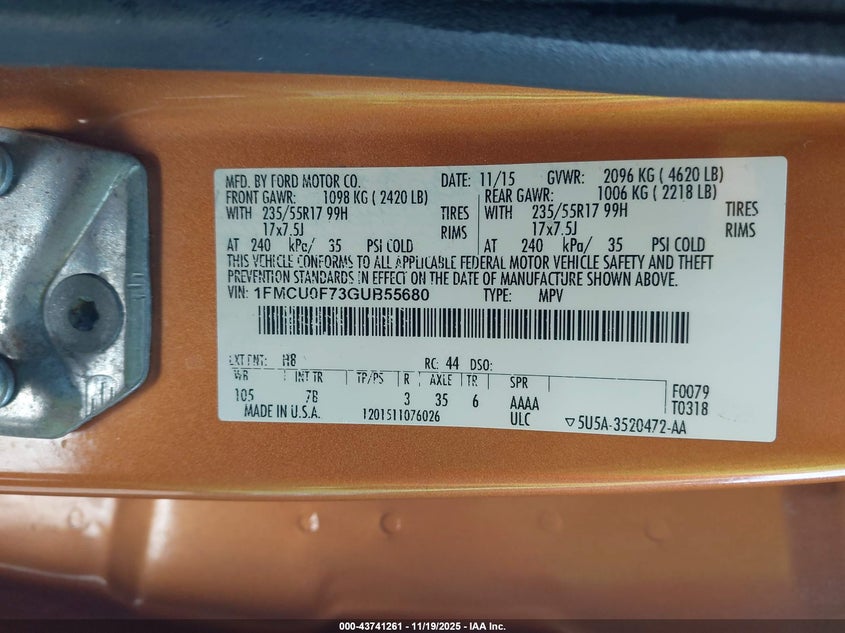 MFD. BY FORD MOTOR CO. DATE: 11/15 GVWR: 2096 KG ( 4620 LB)
FRONT GAWR: 1098 KG ( 2420 LB) REAR GAWR: 1006 KG ( 2218 LB)
WITH 235/55R17 99H TIRES WITH 235/55R17 99H TIRES
17x7.5J RIMS 17x7.5J RIMS
AT 240 kPa/ 35 PSI COLD AT 240 kPa/ 35 PSI COLD
THIS VEHICLE CONFORMS TO ALL APPLICABLE FEDERAL MOTOR VEHICLE SAFETY AND THEFT
PREVENTION STANDARDS IN EFFECT ON THE DATE OF MANUFACTURE SHOWN ABOVE.
VIN: 1FMCU0F73GUB55680 TYPE: MPV
EXT PNT: H8 RC: 44 DSO:
WB INT TR TP/PS R AXLE TR SPR F0079
105 7B 3 35 6 AAAA T0318
MADE IN U.S.A. 1201511076026 ULC ▽5U5A-3520472-AA
000-43741261 - 11/19/2025 - IAA Inc.